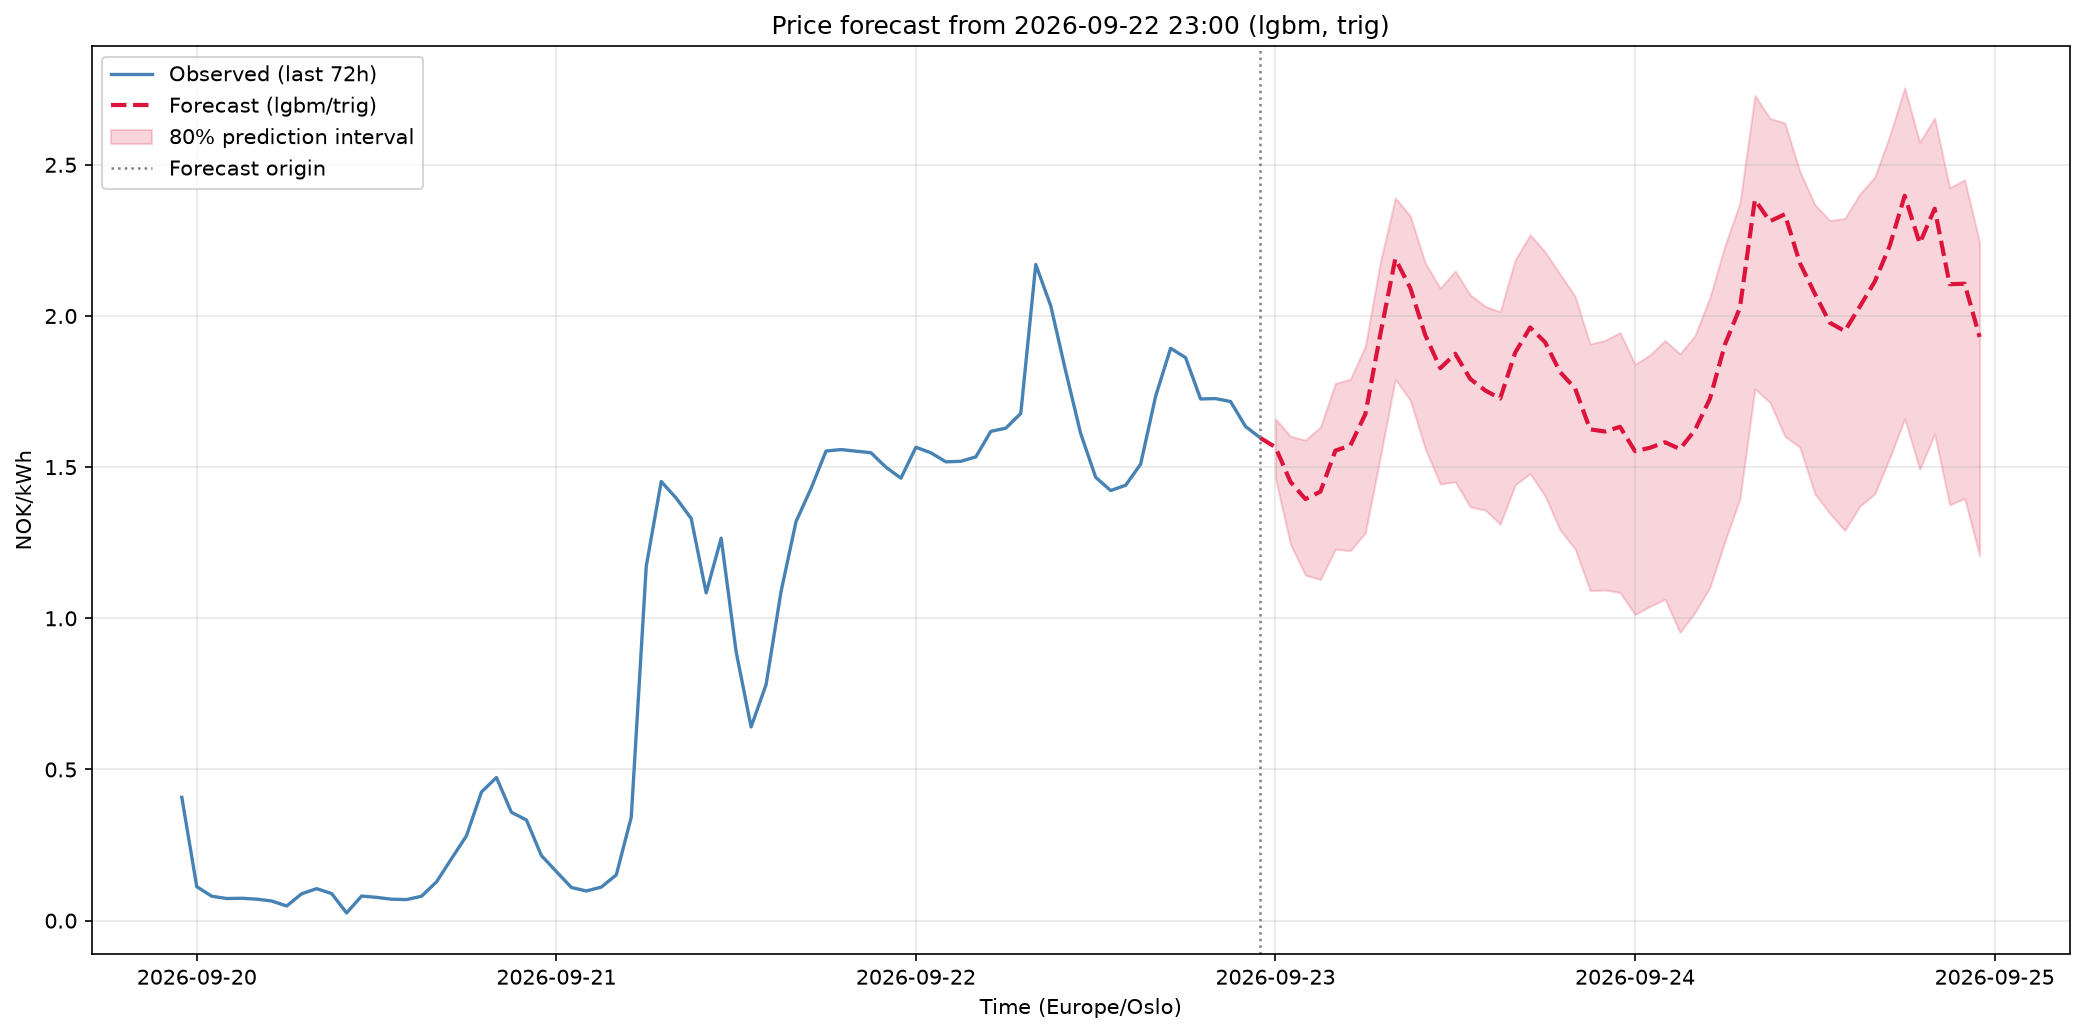 Price forecast from 2026-09-22 23:00 (lgbm, trig)
Observed (last 72h)
Forecast (lgbm/trig)
80% prediction interval
Forecast origin
NOK/kWh
2.5
2.0
1.5
1.0
0.5
0.0
2026-09-20
2026-09-21
2026-09-22
2026-09-23
2026-09-24
2026-09-25
Time (Europe/Oslo)